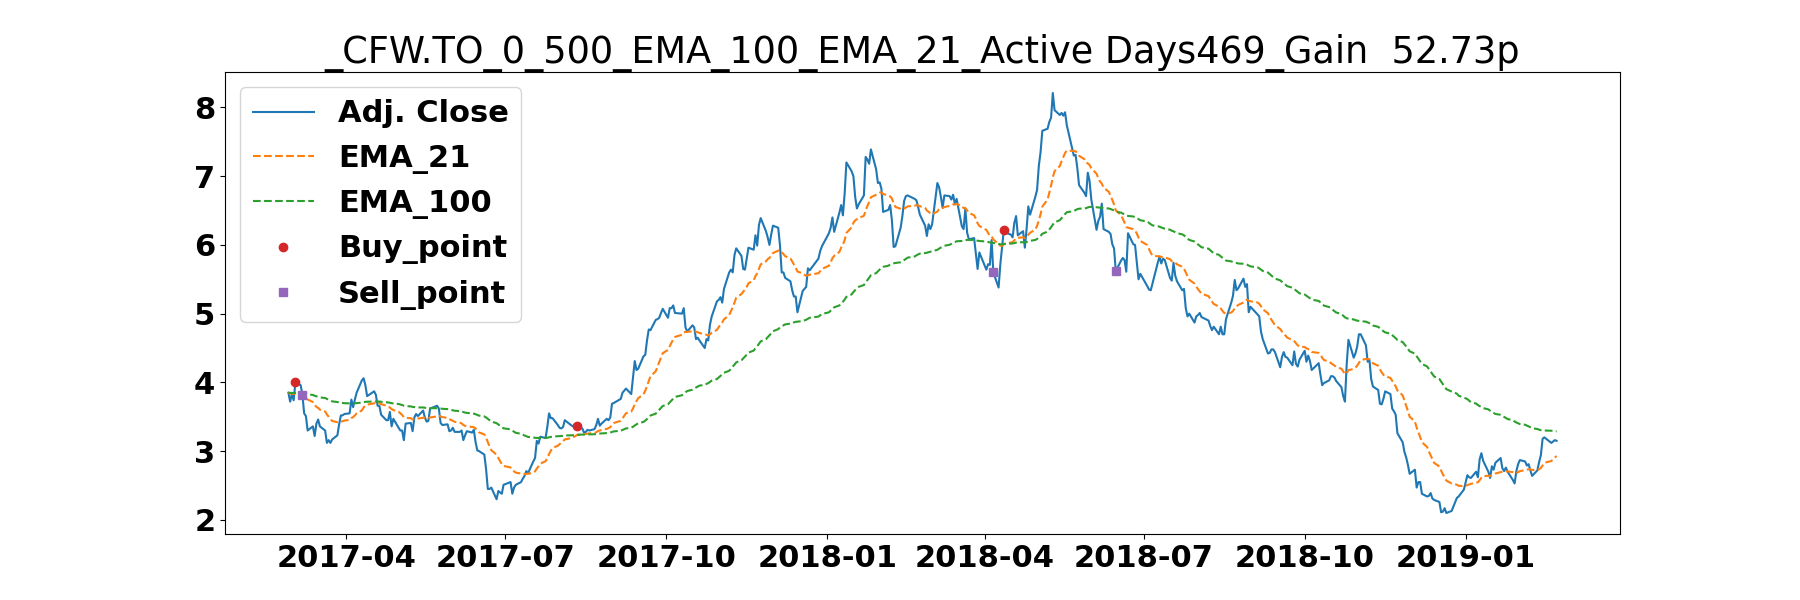 _CFW.TO_0_500_EMA_100_EMA_21_Active Days469_Gain  52.73p
Adj. Close
EMA_21
EMA_100
Buy_point
Sell_point
8
7
6
5
4
3
2
2017-04 2017-07 2017-10 2018-01 2018-04 2018-07 2018-10 2019-01